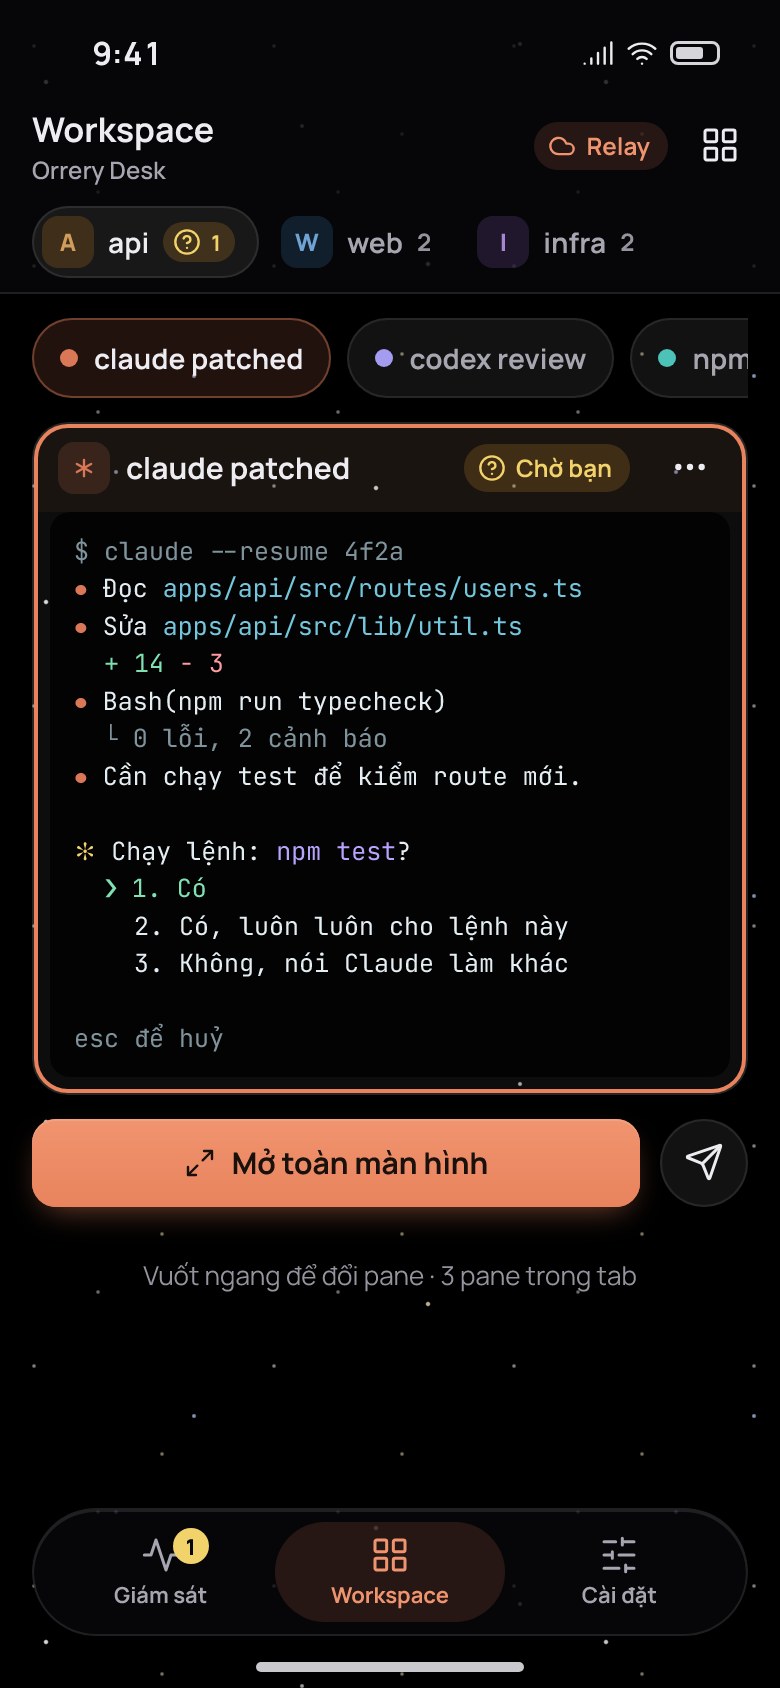 9:41
Workspace
Orrery Desk
Relay
A api 1
W web 2
I infra 2
claude patched
codex review
npm
claude patched
Chờ bạn
$ claude --resume 4f2a
● Đọc apps/api/src/routes/users.ts
● Sửa apps/api/src/lib/util.ts
+ 14 - 3
● Bash(npm run typecheck)
└ 0 lỗi, 2 cảnh báo
● Cần chạy test để kiểm route mới.
✻ Chạy lệnh: npm test?
❯ 1. Có
2. Có, luôn luôn cho lệnh này
3. Không, nói Claude làm khác
esc để huỷ
Mở toàn màn hình
Vuốt ngang để đổi pane · 3 pane trong tab
1
Giám sát
Workspace
Cài đặt